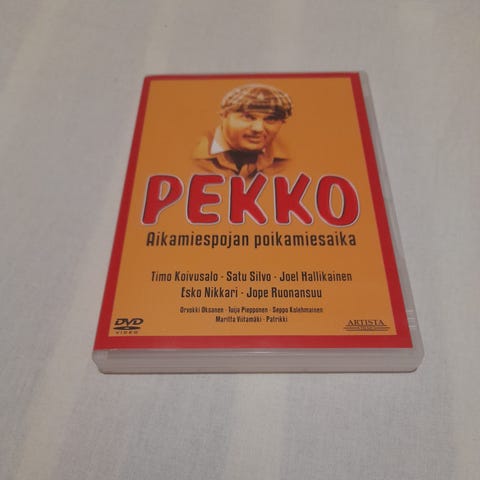 PEKKO
Aikamiespojan poikamiesaika
Timo Koivusalo · Satu Silvo · Joel Hallikainen
Esko Nikkari · Jope Ruonansuu
Orvokki Oksanen · Tuija Piepponen · Seppo Kolehmainen
Maritta Viitamäki · Patrikki
DVD
VIDEO
ARTISTA